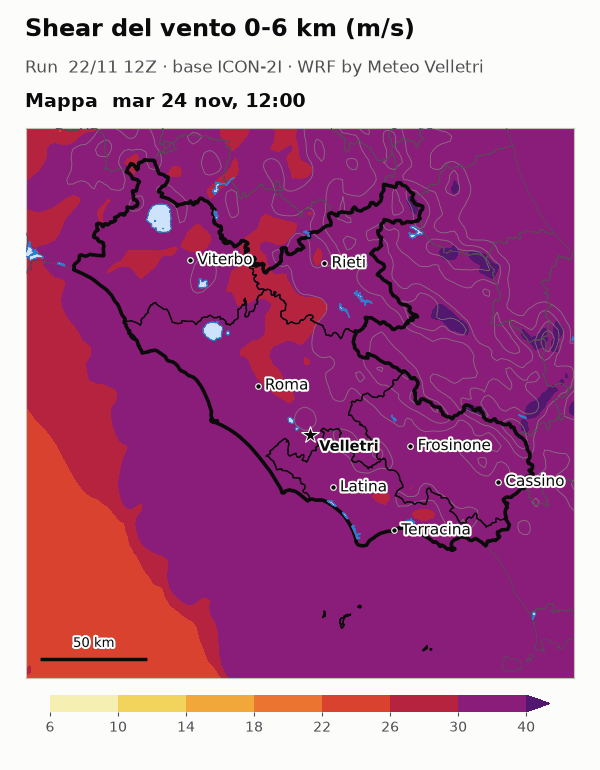 Shear del vento 0-6 km (m/s)
Run  22/11 12Z · base ICON-2I · WRF by Meteo Velletri
Mappa  mar 24 nov, 12:00
Viterbo
Rieti
Roma
Velletri
Frosinone
Latina
Cassino
Terracina
50 km
6 10 14 18 22 26 30 40